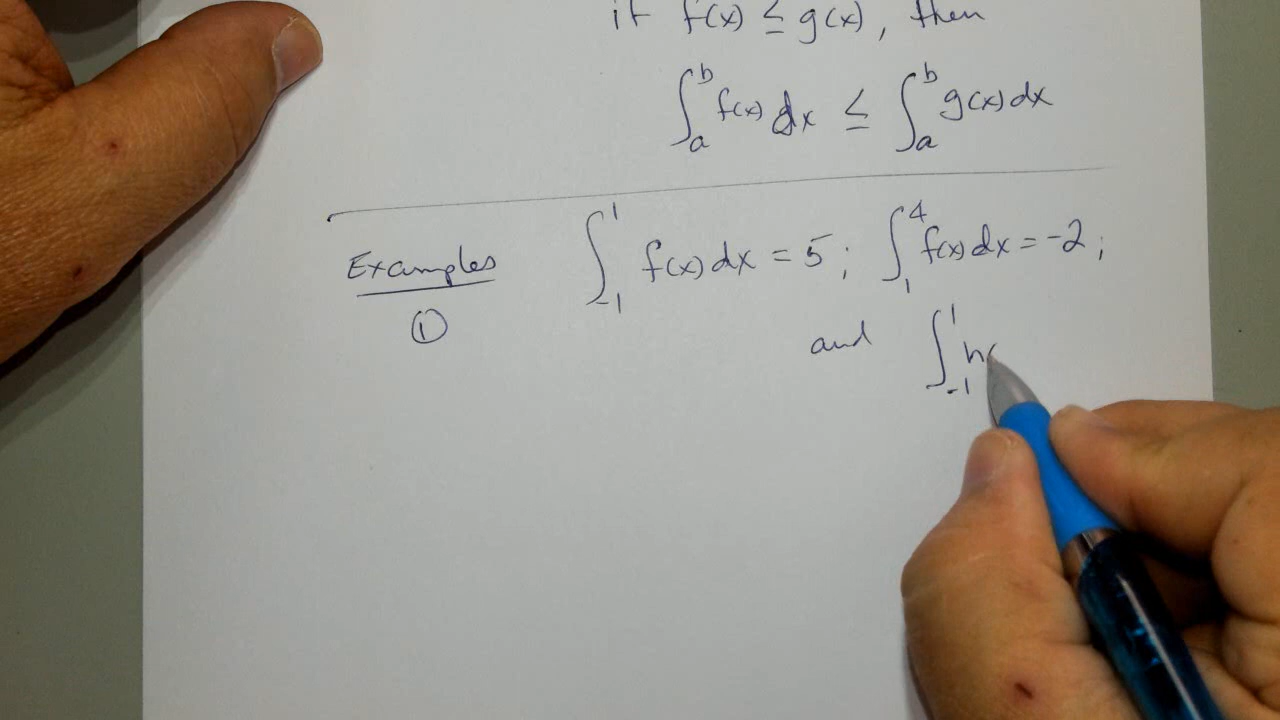 if f(x) ≤ g(x), then
∫_a^b f(x) dx ≤ ∫_a^b g(x) dx
Examples ∫_{-1}^1 f(x) dx = 5; ∫_1^4 f(x) dx = -2;
① and ∫_{-1}^1 h(